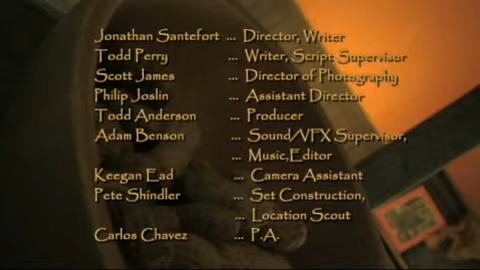 Jonathan Santefort ... Director, Writer
Todd Perry ... Writer, Script Supervisor
Scott James ... Director of Photography
Philip Joslin ... Assistant Director
Todd Anderson ... Producer
Adam Benson ... Sound/VFX Supervisor,
... Music,Editor
Keegan Ead ... Camera Assistant
Pete Shindler ... Set Construction,
... Location Scout
Carlos Chavez ... P.A.